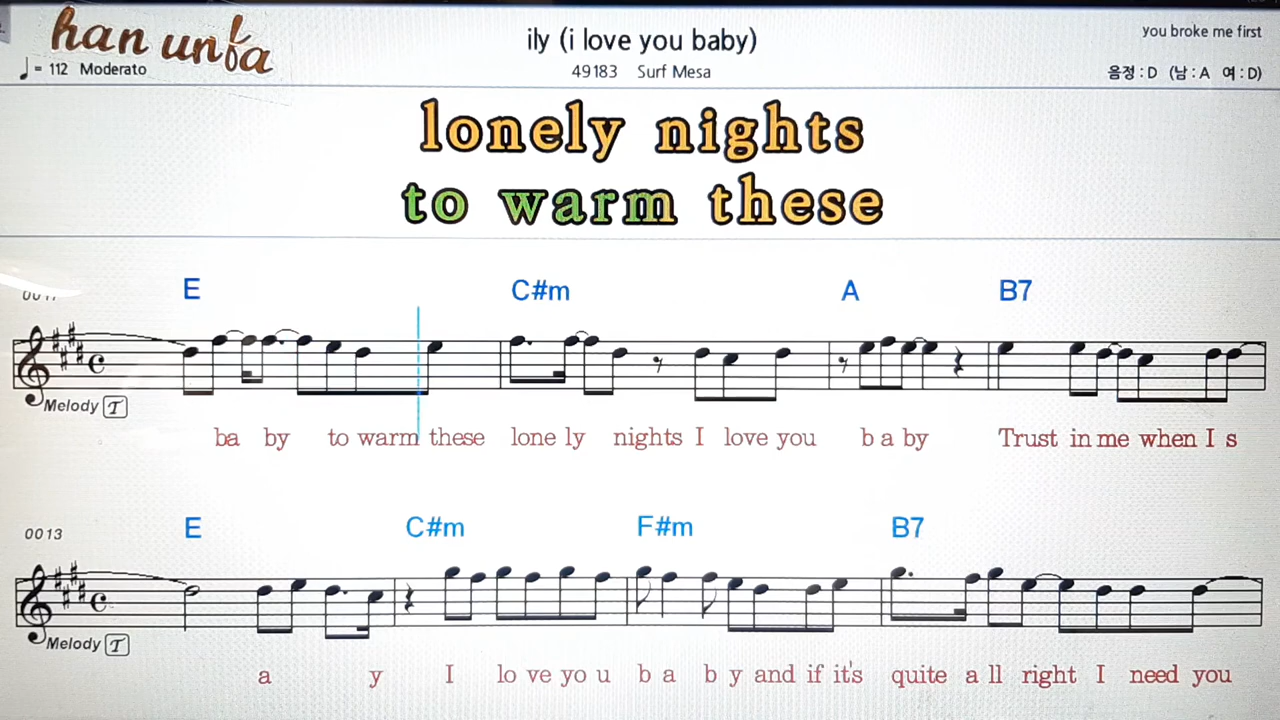 han unba
ily (i love you baby)
you broke me first
♩ = 112 Moderato
49183 Surf Mesa
음정 : D (남 : A 여 : D)
lonely nights
to warm these
E C#m A B7
0017
Melody T
ba by to warm these lone ly nights I love you b a by Trust in me when I s
0013
E C#m F#m B7
Melody T
a y I lo ve yo u b a b y and if it's quite a ll right I need you